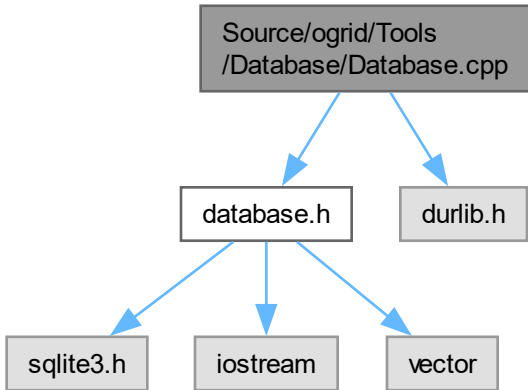 Source/ogrid/Tools
/Database/Database.cpp
database.h
durlib.h
sqlite3.h
iostream
vector